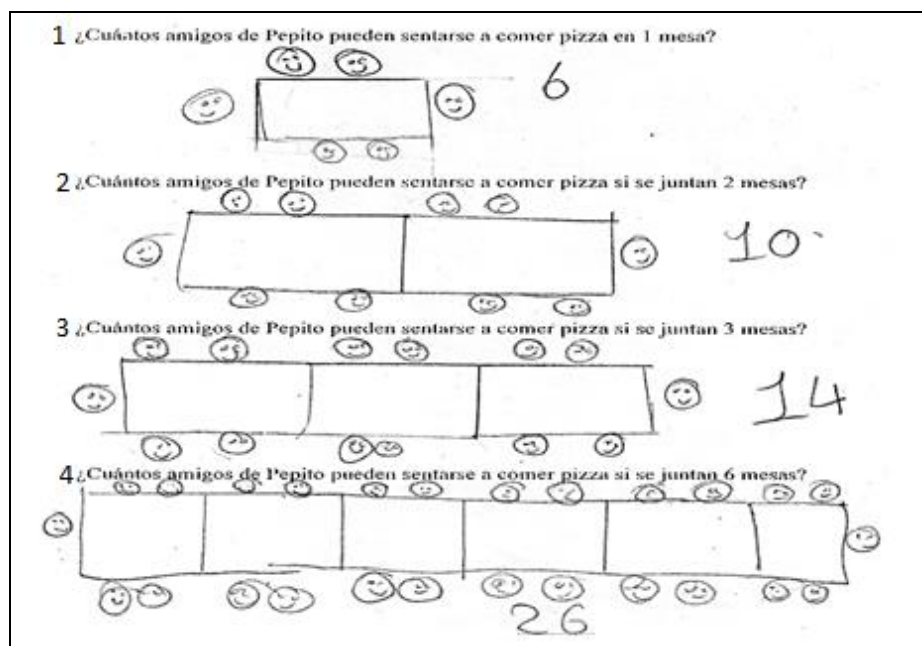 1 ¿Cuántos amigos de Pepito pueden sentarse a comer pizza en 1 mesa?
6
2 ¿Cuántos amigos de Pepito pueden sentarse a comer pizza si se juntan 2 mesas?
10
3 ¿Cuántos amigos de Pepito pueden sentarse a comer pizza si se juntan 3 mesas?
14
4 ¿Cuántos amigos de Pepito pueden sentarse a comer pizza si se juntan 6 mesas?
26